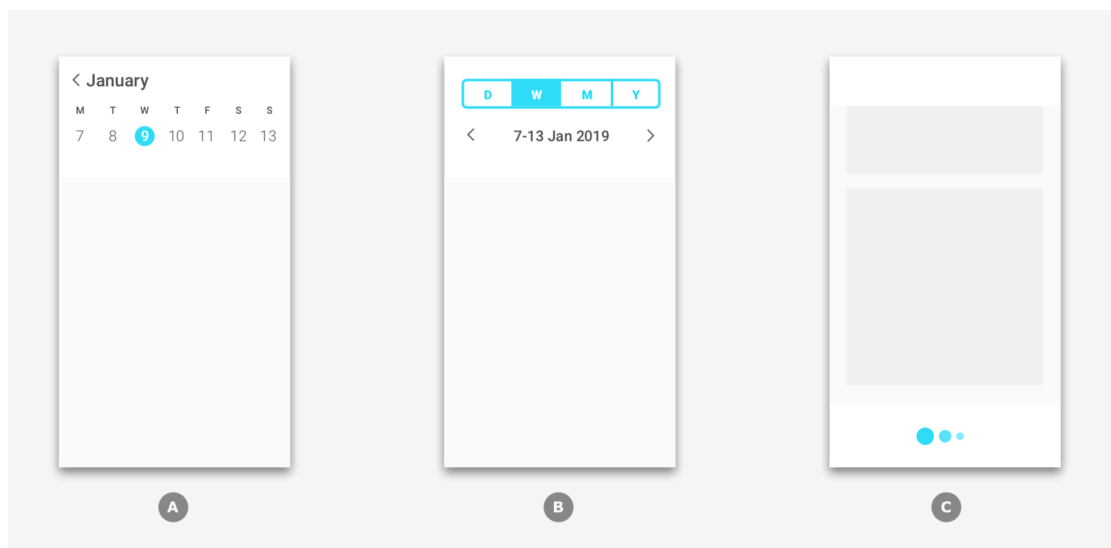 January
M T W T F S S
7 8 9 10 11 12 13
D W M Y
7-13 Jan 2019
A
B
C